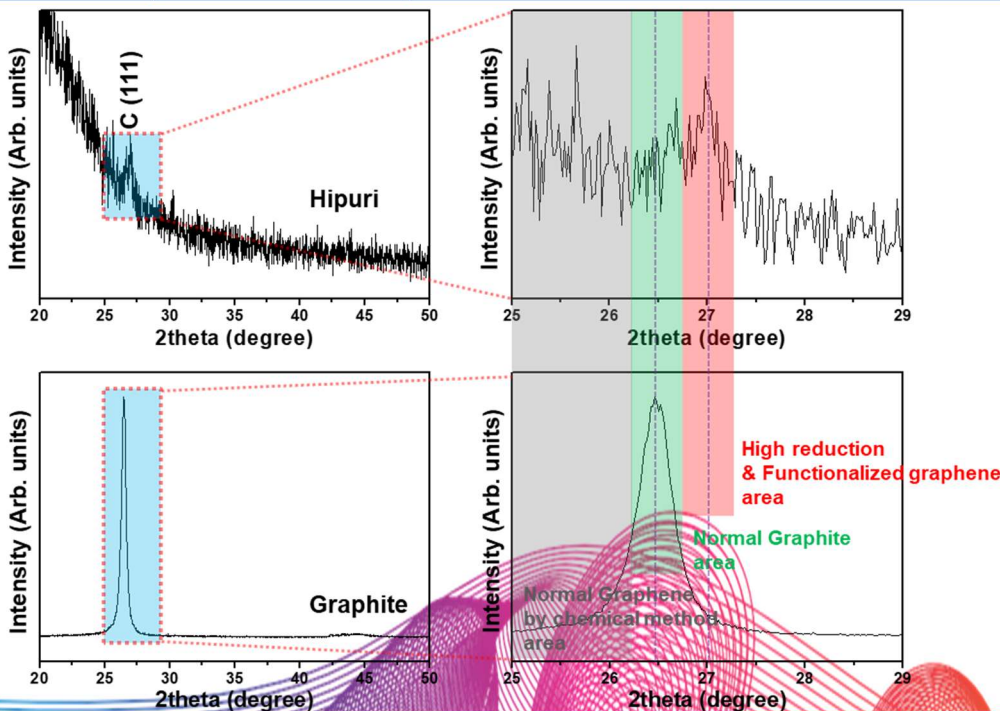 Intensity (Arb. units)
C (111)
Hipuri
20 25 30 35 40 45 50
2theta (degree)
Intensity (Arb. units)
25 26 27 28 29
2theta (degree)
Intensity (Arb. units)
Graphite
20 25 30 35 40 45 50
2theta (degree)
Intensity (Arb. units)
High reduction
& Functionalized graphene
area
Normal Graphite
area
Normal Graphene
by chemical method
area
25 26 27 28 29
2theta (degree)